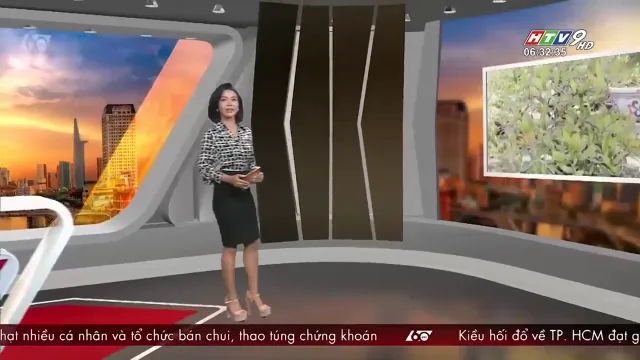 HTV9 HD
06:32:35
hạt nhiều cá nhân và tổ chức bán chui, thao túng chứng khoán 60 Kiều hối đổ về TP. HCM đạt g